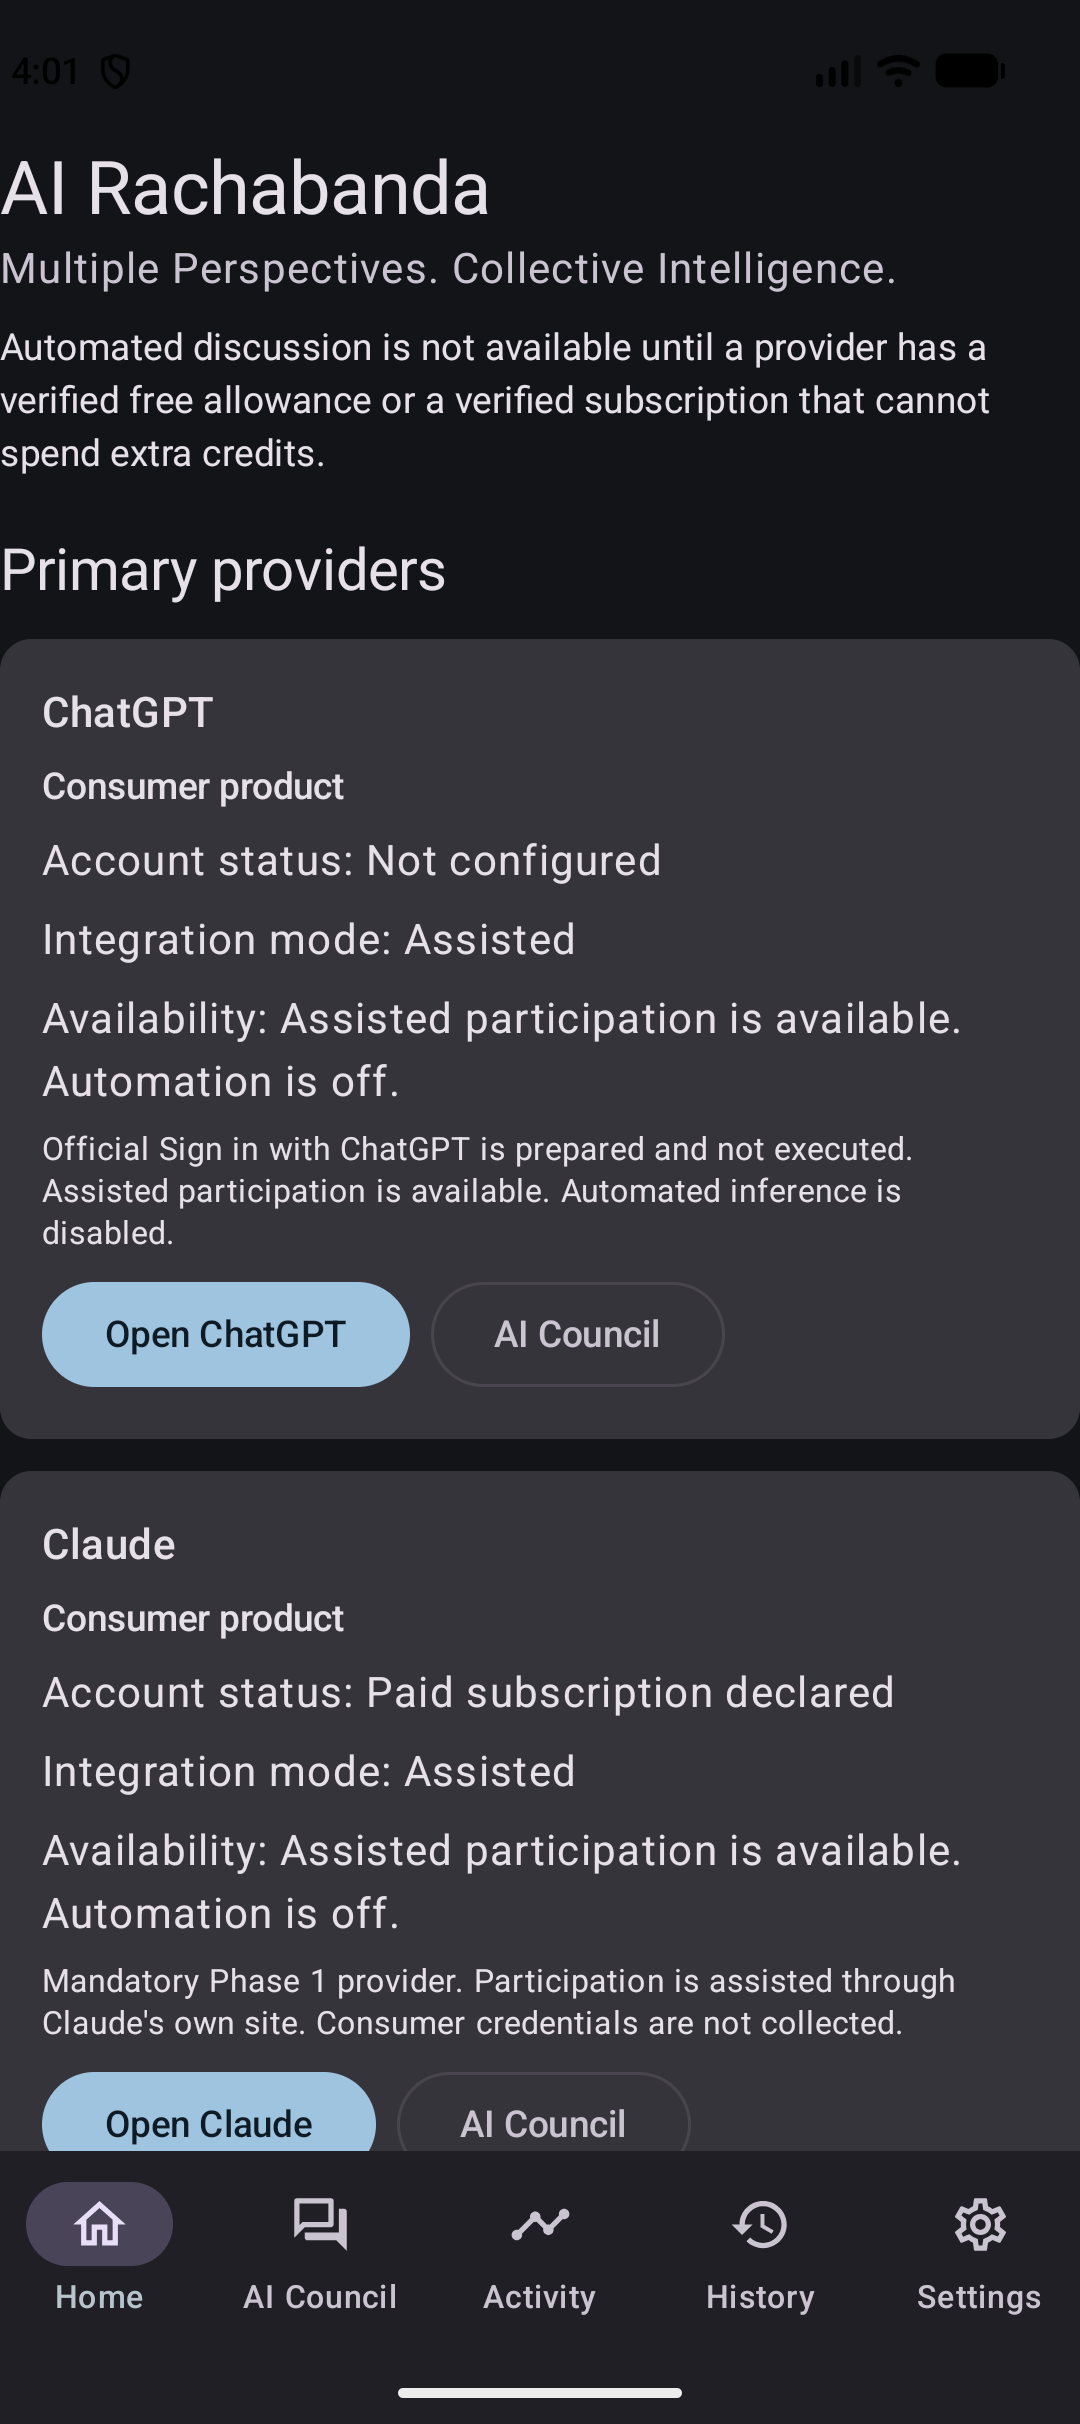 4:01
AI Rachabanda
Multiple Perspectives. Collective Intelligence.
Automated discussion is not available until a provider has a
verified free allowance or a verified subscription that cannot
spend extra credits.
Primary providers
ChatGPT
Consumer product
Account status: Not configured
Integration mode: Assisted
Availability: Assisted participation is available.
Automation is off.
Official Sign in with ChatGPT is prepared and not executed.
Assisted participation is available. Automated inference is
disabled.
Open ChatGPT AI Council
Claude
Consumer product
Account status: Paid subscription declared
Integration mode: Assisted
Availability: Assisted participation is available.
Automation is off.
Mandatory Phase 1 provider. Participation is assisted through
Claude's own site. Consumer credentials are not collected.
Open Claude AI Council
Home AI Council Activity History Settings